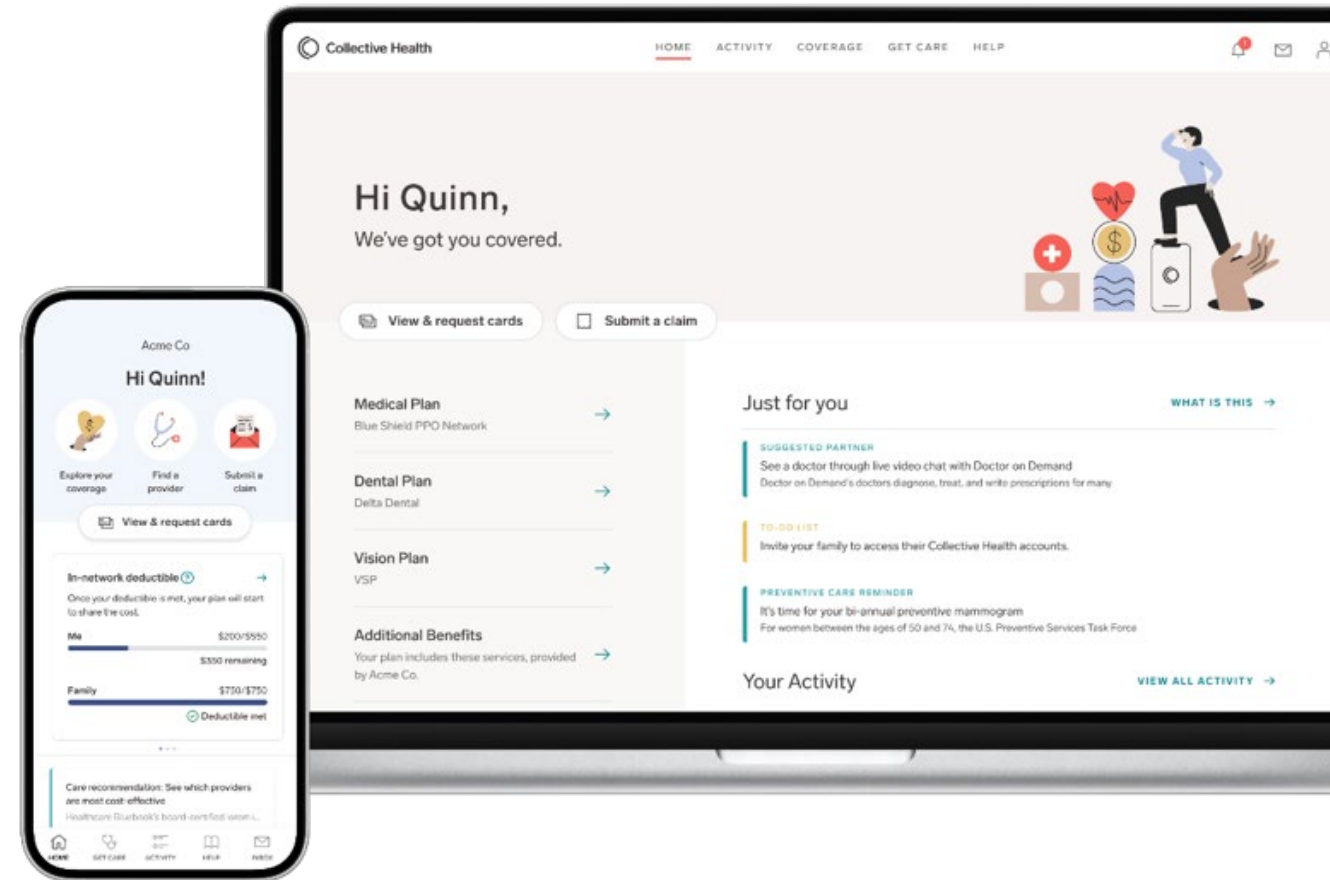 Collective Health
HOME ACTIVITY COVERAGE GET CARE HELP
Hi Quinn,
We've got you covered.
View & request cards
Submit a claim
Medical Plan
Blue Shield PPO Network
Dental Plan
Delta Dental
Vision Plan
VSP
Additional Benefits
Your plan includes these services, provided
by Acme Co.
Just for you
WHAT IS THIS →
SUGGESTED PARTNER
See a doctor through live video chat with Doctor on Demand
Doctor on Demand's doctors diagnose, treat, and write prescriptions for many
TO-DO LIST
Invite your family to access their Collective Health accounts.
PREVENTIVE CARE REMINDER
It's time for your bi-annual preventive mammogram
For women between the ages of 50 and 74, the U.S. Preventive Services Task Force
Your Activity
VIEW ALL ACTIVITY →
Acme Co
Hi Quinn!
Explore your
coverage
Find a
provider
Submit a
claim
View & request cards
In-network deductible
Once your deductible is met, your plan will start
to share the cost.
Me $200/$550
$350 remaining
Family $750/$750
Deductible met
Care recommendation: See which providers
are most cost-effective
Healthcare Bluebook's board-certified
HOME GET CARE ACTIVITY HELP INBOX